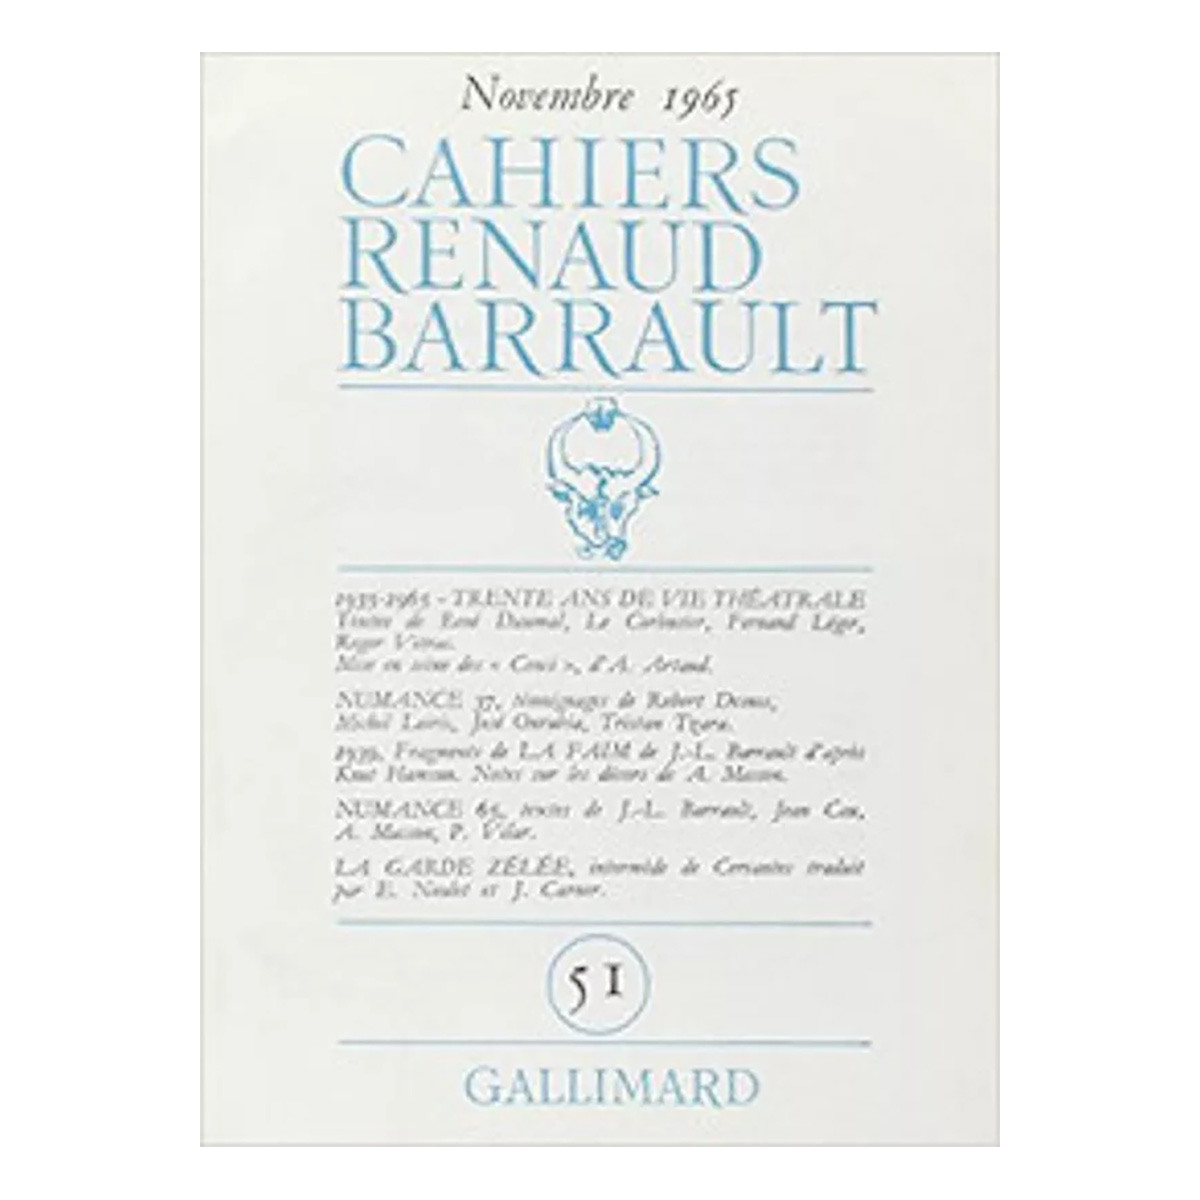 Novembre 1965
CAHIERS
RENAUD
BARRAULT
1935-1965 - TRENTE ANS DE VIE THÉATRALE
Textes de René Daumal, Le Corbusier, Fernand Léger,
Roger Vitrac.
Mise en scène des « Cenci », d'A. Artaud.
NUMANCE 37, témoignages de Robert Desnos,
Michel Leiris, José Ontrabia, Tristan Tzara.
1939, Fragments de LA FAIM de J.-L. Barrault d'après
Knut Hamsun. Notes sur les décors de A. Masson.
NUMANCE 65, textes de J.-L. Barrault, Jean Cau,
A. Masson, P. Vilar.
LA GARDE ZÉLÉE, intermède de Cervantes traduit
par E. et J. Carner.
51
GALLIMARD